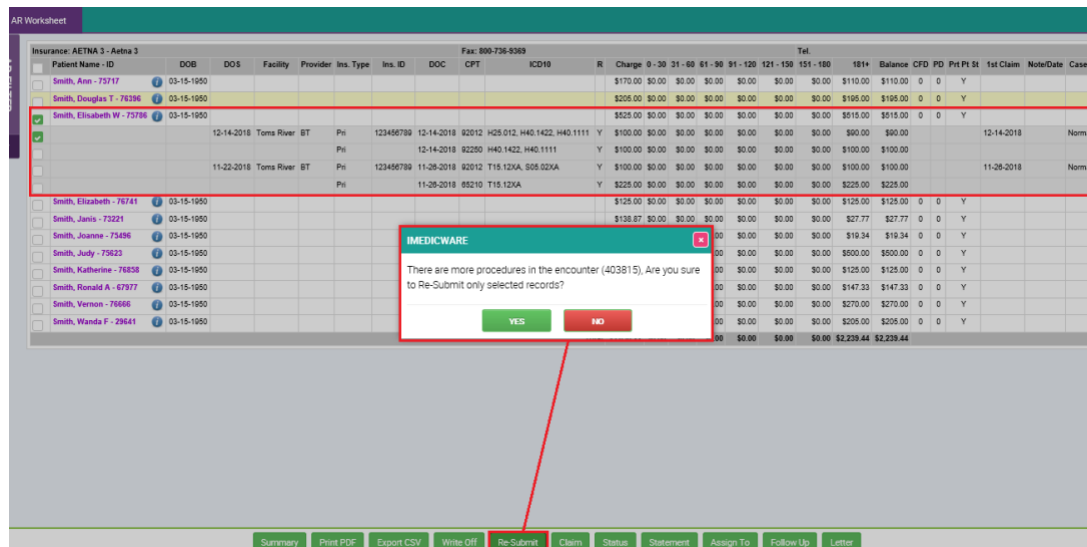 AR Worksheet
Insurance: AETNA 3 - Aetna 3 Fax: 800-736-9369 Tel.
Patient Name - ID DOB DOS Facility Provider Ins. Type Ins. ID DOC CPT ICD10 R Charge 0 - 30 31 - 60 61 - 90 91 - 120 121 - 150 151 - 180 181+ Balance CFD PD Prt Pt St 1st Claim Note/Date Case
Smith, Ann - 75717 03-15-1950 $170.00 $0.00 $0.00 $0.00 $0.00 $0.00 $0.00 $110.00 $110.00 0 0 Y
Smith, Douglas T - 76396 03-15-1950 $205.00 $0.00 $0.00 $0.00 $0.00 $0.00 $0.00 $195.00 $195.00 0 0 Y
Smith, Elisabeth W - 75786 03-15-1950 $525.00 $0.00 $0.00 $0.00 $0.00 $0.00 $0.00 $515.00 $515.00 0 0 Y
12-14-2018 Toms River BT Pri 123456789 12-14-2018 92012 H25.012, H40.1422, H40.1111 Y $100.00 $0.00 $0.00 $0.00 $0.00 $0.00 $0.00 $90.00 $90.00 12-14-2018 Norm
Pri 12-14-2018 92250 H40.1422, H40.1111 Y $100.00 $0.00 $0.00 $0.00 $0.00 $0.00 $0.00 $100.00 $100.00
11-22-2018 Toms River BT Pri 123456789 11-26-2018 92012 T15.12XA, S05.02XA Y $100.00 $0.00 $0.00 $0.00 $0.00 $0.00 $0.00 $100.00 $100.00 11-26-2018 Norm
Pri 11-26-2018 65210 T15.12XA Y $225.00 $0.00 $0.00 $0.00 $0.00 $0.00 $0.00 $225.00 $225.00
Smith, Elizabeth - 76741 03-15-1950 $125.00 $0.00 $0.00 $0.00 $0.00 $0.00 $0.00 $125.00 $125.00 0 0 Y
Smith, Janis - 73221 03-15-1950 $138.87 $0.00 $0.00 $0.00 $0.00 $0.00 $0.00 $27.77 $27.77 0 0 Y
Smith, Joanne - 73496 03-15-1950 00 $0.00 $0.00 $0.00 $19.34 $19.34 0 0 Y
Smith, Judy - 75623 03-15-1950 00 $0.00 $0.00 $0.00 $500.00 $500.00 0 0 Y
Smith, Katherine - 76858 03-15-1950 00 $0.00 $0.00 $0.00 $125.00 $125.00 0 0 Y
Smith, Ronald A - 67977 03-15-1950 00 $0.00 $0.00 $0.00 $147.33 $147.33 0 0 Y
Smith, Vernon - 76666 03-15-1950 00 $0.00 $0.00 $0.00 $270.00 $270.00 0 0 Y
Smith, Wanda F - 29641 03-15-1950 00 $0.00 $0.00 $0.00 $205.00 $205.00 0 0 Y
00 $0.00 $0.00 $0.00 $2,239.44 $2,239.44
IMEDICWARE
There are more procedures in the encounter (403815), Are you sure
to Re-Submit only selected records?
YES NO
Summary Print PDF Export CSV Write Off Re-Submit Claim Status Statement Assign To Follow Up Letter